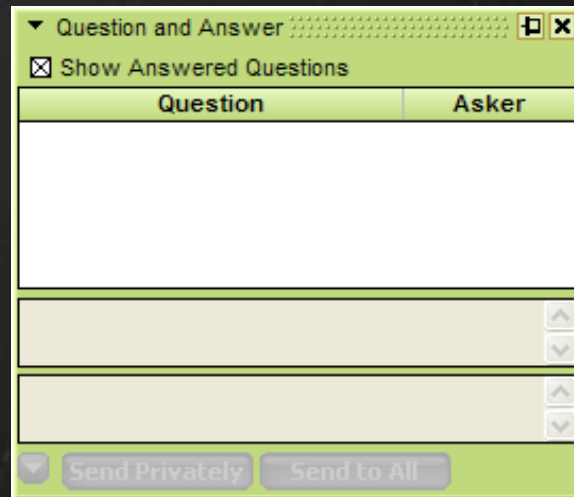 Question and Answer
Show Answered Questions
Question Asker
Send Privately Send to All